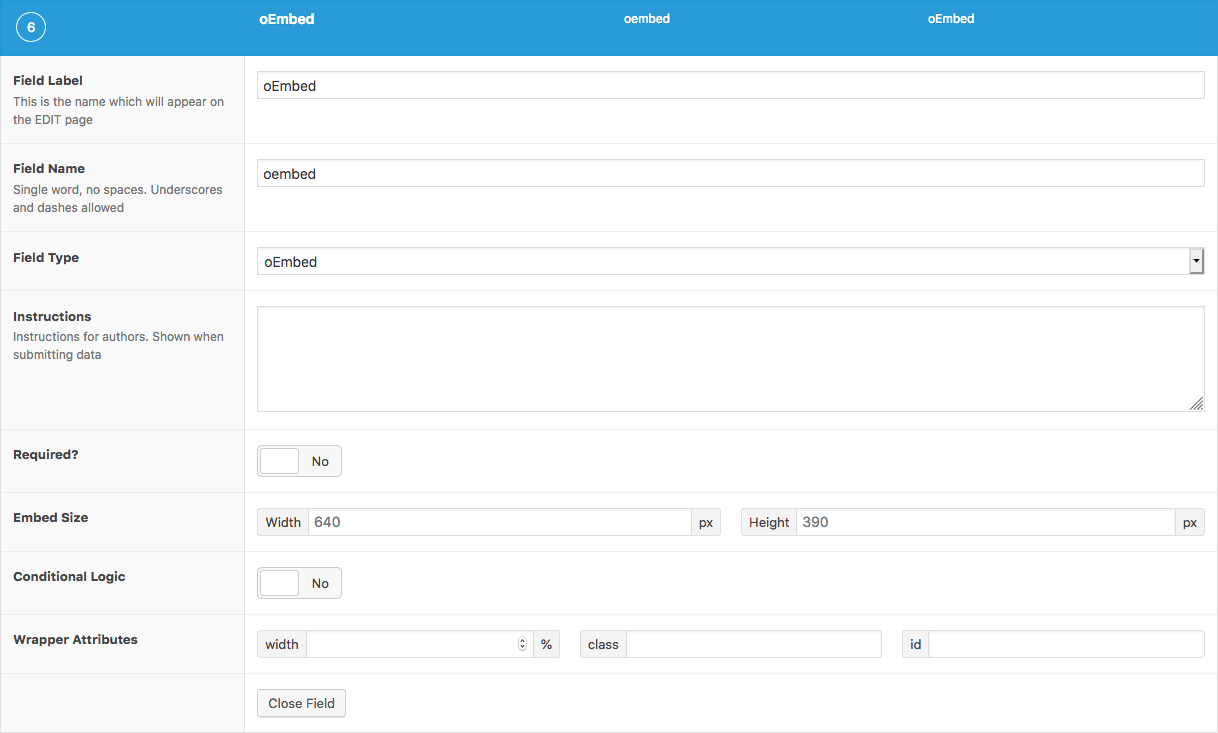 6 oEmbed oembed oEmbed
Field Label
This is the name which will appear on
the EDIT page
oEmbed
Field Name
Single word, no spaces. Underscores
and dashes allowed
oembed
Field Type
oEmbed
Instructions
Instructions for authors. Shown when
submitting data
Required?
No
Embed Size
Width 640 px Height 390 px
Conditional Logic
No
Wrapper Attributes
width % class id
Close Field